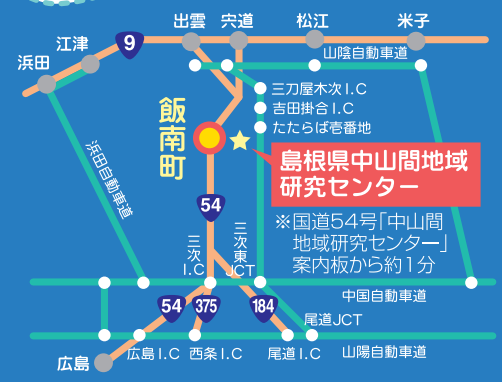 出雲
宍道
松江
米子
9
江津
浜田
山陰自動車道
三刀屋木次I.C
吉田掛合I.C
たたらば壱番地
飯南町
島根県中山間地域
研究センター
浜田自動車道
54
※国道54号「中山間
地域研究センター」
案内板から約1分
三次
I.C
三次東
JCT
中国自動車道
54
375
184
尾道JCT
広島
広島I.C
西条I.C
尾道I.C
山陽自動車道